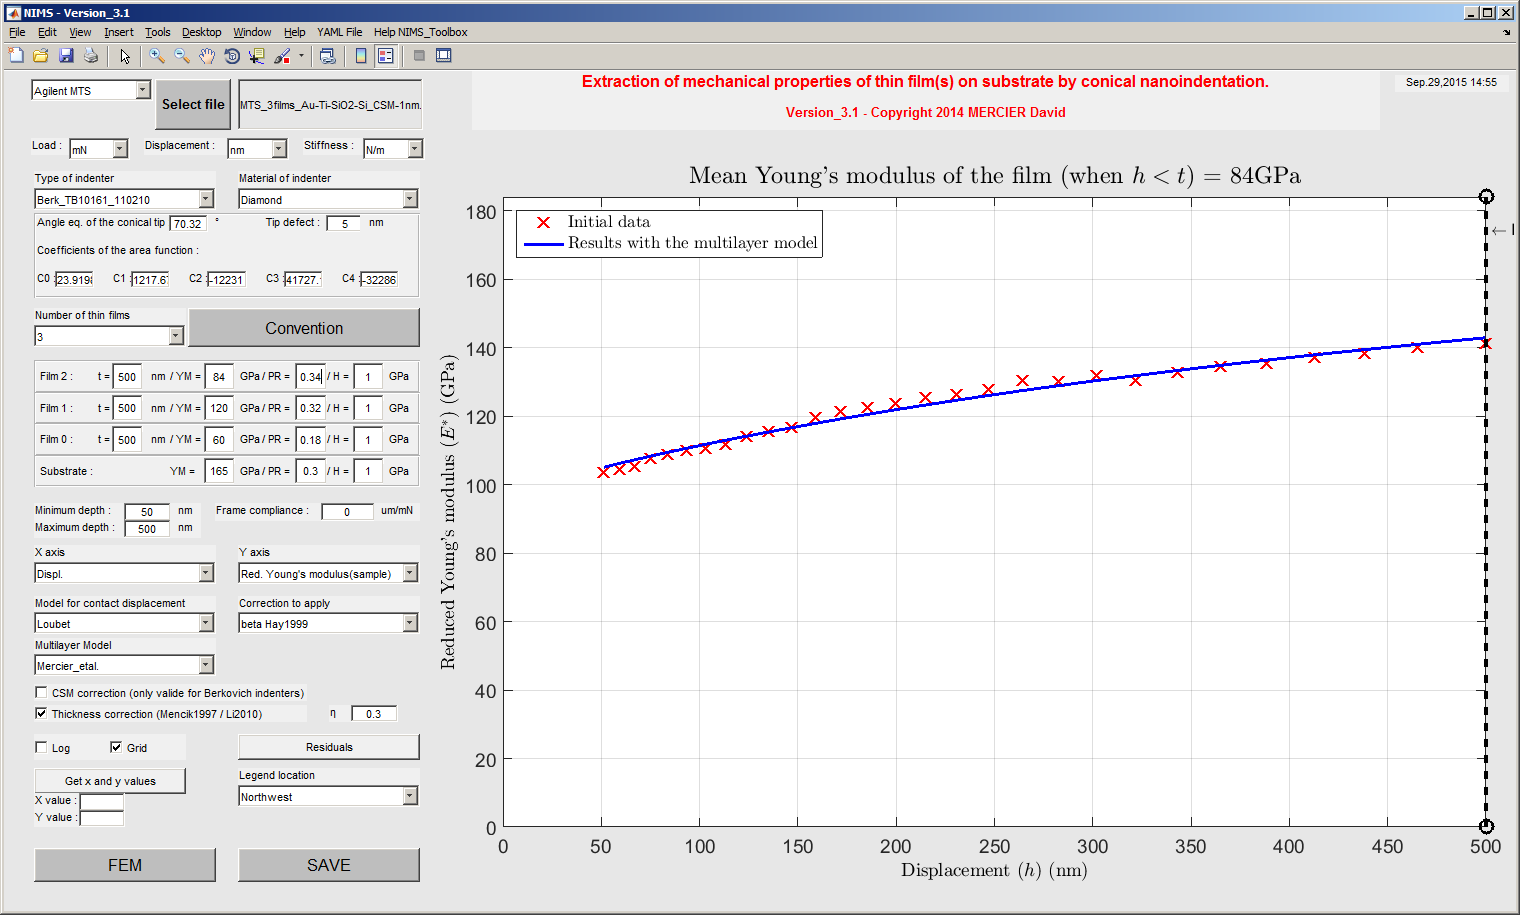 NIMS - Version_3.1
File Edit View Insert Tools Desktop Window Help YAML File Help NIMS_Toolbox
Agilent MTS
Select file
MTS_3films_Au-Ti-SiO2-Si_CSM-1nm.
Extraction of mechanical properties of thin film(s) on substrate by conical nanoindentation.
Version_3.1 - Copyright 2014 MERCIER David
Sep.29,2015 14:55
Load : mN Displacement : nm Stiffness : N/m
Type of indenter Material of indenter
Berk_TB10161_110210 Diamond
Angle eq. of the conical tip 70.32 ° Tip defect : 5 nm
Coefficients of the area function :
C0 : 23.919 C1 : 1217.6 C2 : -12231 C3 : 41727. C4 : -32286
Number of thin films
3
Convention
Film 2 : t = 500 nm / YM = 84 GPa / PR = 0.34 / H = 1 GPa
Film 1 : t = 500 nm / YM = 120 GPa / PR = 0.32 / H = 1 GPa
Film 0 : t = 500 nm / YM = 60 GPa / PR = 0.18 / H = 1 GPa
Substrate : YM = 165 GPa / PR = 0.3 / H = 1 GPa
Minimum depth : 50 nm Frame compliance : 0 um/mN
Maximum depth : 500 nm
X axis Y axis
Displ. Red. Young's modulus(sample)
Model for contact displacement Correction to apply
Loubet beta Hay1999
Multilayer Model
Mercier_etal.
CSM correction (only valide for Berkovich indenters)
Thickness correction (Mencik1997 / Li2010) η 0.3
Log Grid Residuals
Get x and y values Legend location
X value : Northwest
Y value :
FEM SAVE
Mean Young's modulus of the film (when h < t) = 84GPa
Initial data
Results with the multilayer model
180
160
140
120
100
80
60
40
20
0
Reduced Young's modulus (E*) (GPa)
0 50 100 150 200 250 300 350 400 450 500
Displacement (h) (nm)